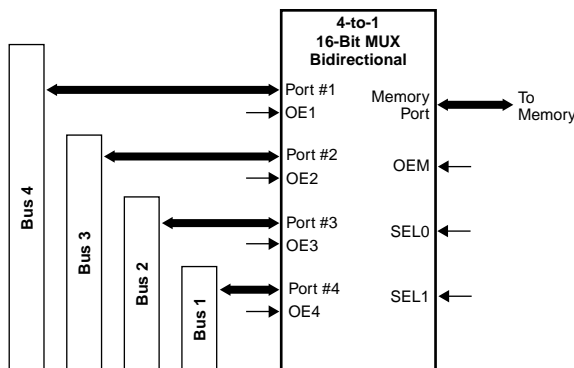 4-to-1
16-Bit MUX
Bidirectional
Port #1
OE1
Port #2
OE2
Port #3
OE3
Port #4
OE4
Memory
Port
OEM
SEL0
SEL1
To
Memory
Bus 4
Bus 3
Bus 2
Bus 1